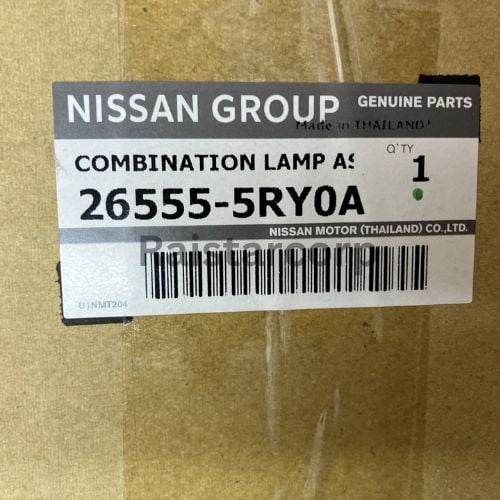 NISSAN GROUP GENUINE PARTS
Made in THAILAND
COMBINATION LAMP AS
Q'TY
1
26555-5RY0A
NISSAN MOTOR (THAILAND) CO.,LTD.
Raistarcorp
U1NMT204